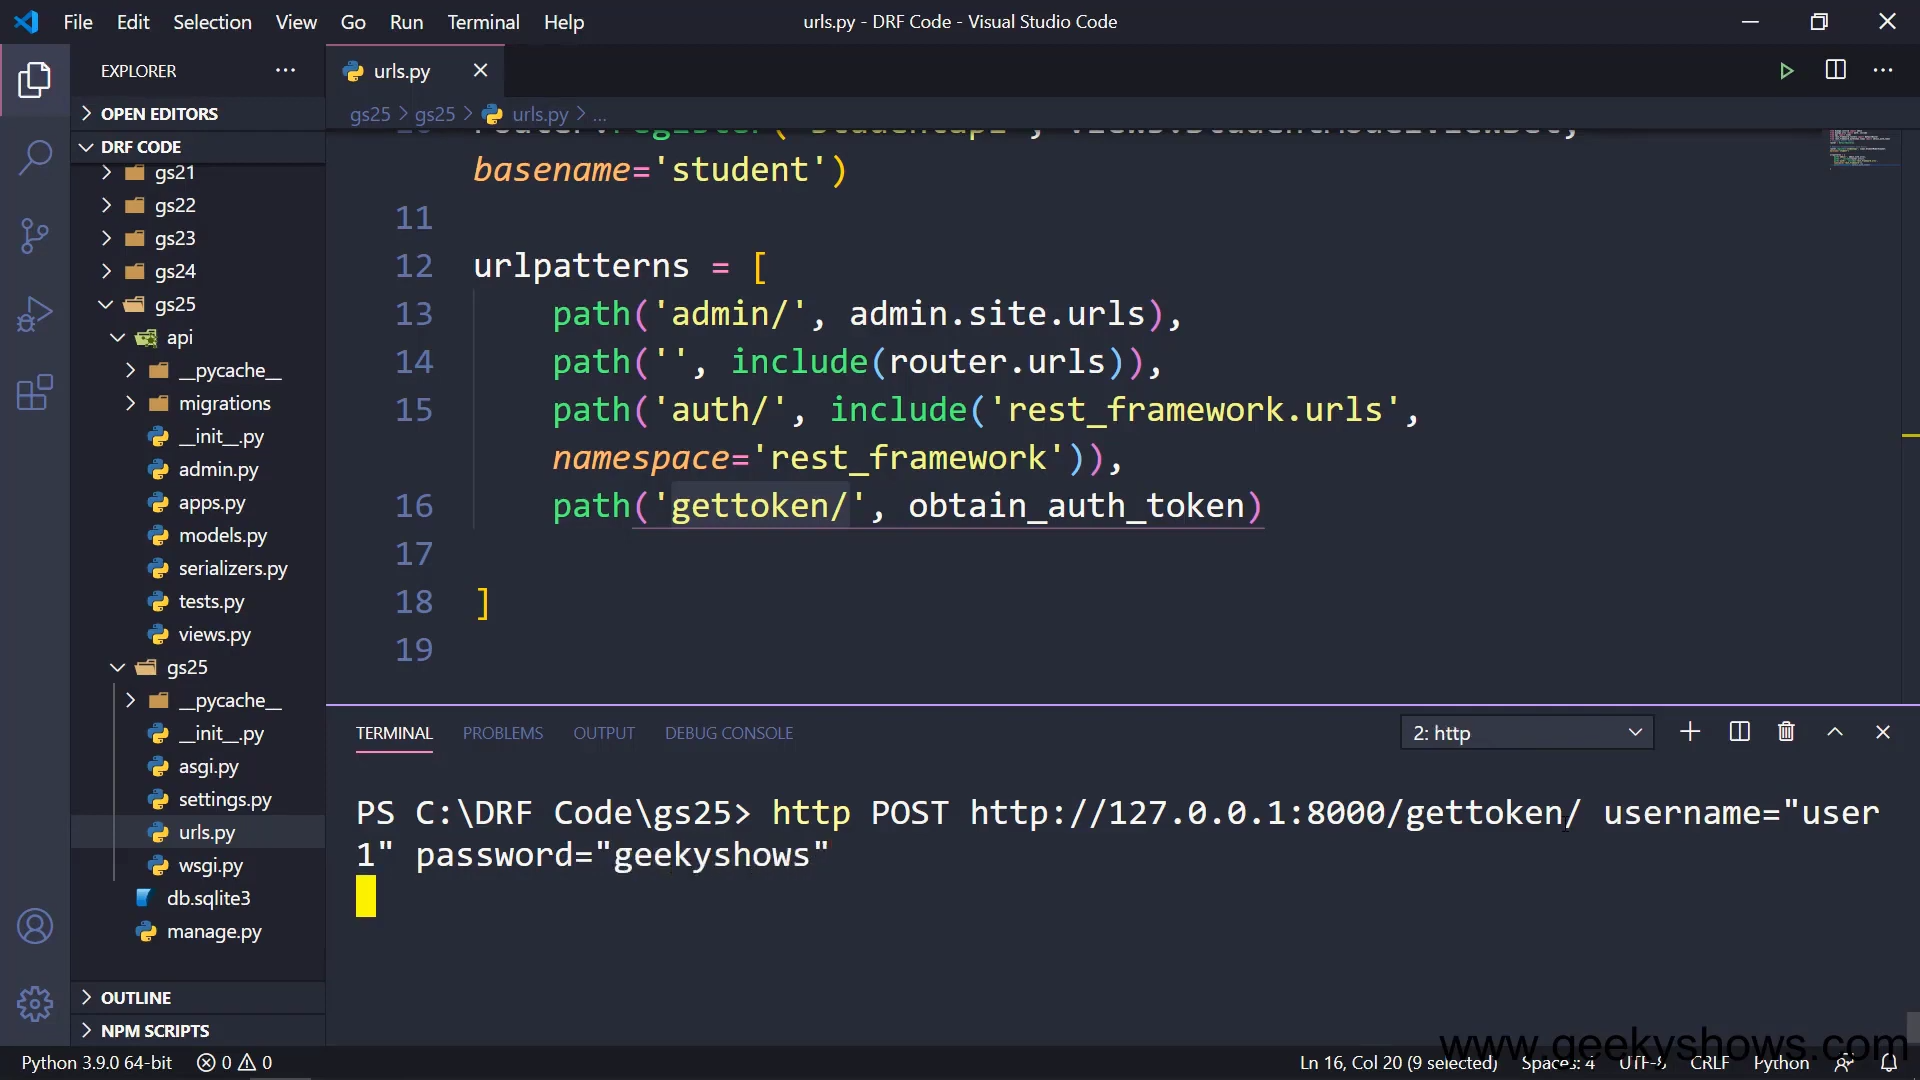 File Edit Selection View Go Run Terminal Help
urls.py - DRF Code - Visual Studio Code
EXPLORER
OPEN EDITORS
DRF CODE
gs21
gs22
gs23
gs24
gs25
api
__pycache__
migrations
__init__.py
admin.py
apps.py
models.py
serializers.py
tests.py
views.py
gs25
__pycache__
__init__.py
asgi.py
settings.py
urls.py
wsgi.py
db.sqlite3
manage.py
OUTLINE
NPM SCRIPTS
urls.py
gs25 > gs25 > urls.py > ...
10 router.register('studentapi', views.StudentModelViewSet,
basename='student')
11
12 urlpatterns = [
13 path('admin/', admin.site.urls),
14 path('', include(router.urls)),
15 path('auth/', include('rest_framework.urls',
namespace='rest_framework')),
16 path('gettoken/', obtain_auth_token)
17
18 ]
19
TERMINAL PROBLEMS OUTPUT DEBUG CONSOLE
2: http
PS C:\DRF Code\gs25> http POST http://127.0.0.1:8000/gettoken/ username="user
1" password="geekyshows"
www.geekyshows.com
Python 3.9.0 64-bit 0 0
Ln 16, Col 20 (9 selected) Spaces: 4 UTF-8 CRLF Python